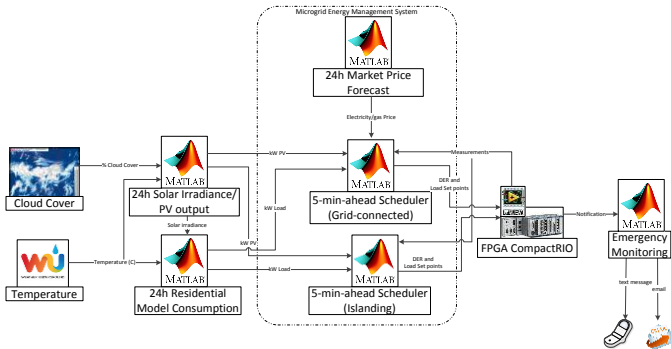 Microgrid Energy Management System
MATLAB
24h Market Price
Forecast
Electricity/gas Price
Measurements
% Cloud Cover
Cloud Cover
MATLAB
24h Solar Irradiance/
PV output
kW PV
MATLAB
5-min-ahead Scheduler
(Grid-connected)
DER and
Load Set points
kW Load
Solar irradiance
FPGA CompactRIO
Notification
MATLAB
Emergency
Monitoring
WU
Temperature (C)
Temperature
MATLAB
24h Residential
Model Consumption
kW PV
kW Load
MATLAB
5-min-ahead Scheduler
(Islanding)
DER and
Load Set points
text message
email